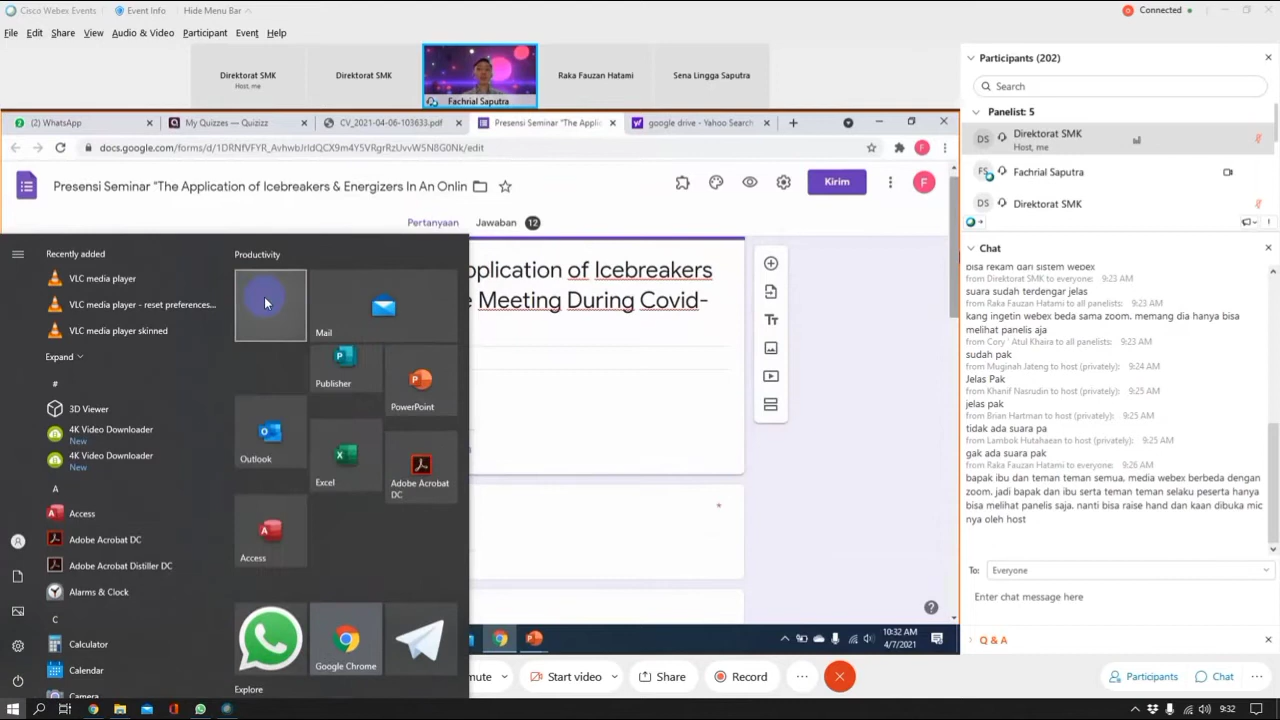 Cisco Webex Events
Event Info
Hide Menu Bar
Connected
File Edit Share View Audio & Video Participant Event Help
Direktorat SMK
Host, me
Direktorat SMK
Fachrial Saputra
Raka Fauzan Hatami
Sena Lingga Saputra
(2) WhatsApp
My Quizzes — Quizizz
CV_2021-04-06-103633.pdf
Presensi Seminar "The Applic
google drive - Yahoo Search
docs.google.com/forms/d/1DRNfVFYR_AvhwbJrIdQCX9m4Y5VRgrRzUvvW5N8G0Nk/edit
Presensi Seminar "The Application of Icebreakers & Energizers In An Onlin
Kirim
F
Pertanyaan
Jawaban 12
pplication of Icebreakers
e Meeting During Covid-
*
Recently added
VLC media player
VLC media player - reset preferences...
VLC media player skinned
Expand
#
3D Viewer
4K Video Downloader
New
4K Video Downloader
New
A
Access
Adobe Acrobat DC
Adobe Acrobat Distiller DC
Alarms & Clock
C
Calculator
Calendar
Camera
Productivity
Mail
Publisher
PowerPoint
Outlook
Excel
Adobe Acrobat
DC
Access
Google Chrome
Explore
10:32 AM
4/7/2021
Participants (202)
Search
Panelist: 5
DS Direktorat SMK
Host, me
FS Fachrial Saputra
DS Direktorat SMK
Chat
bisa rekam dari sistem webex
from Direktorat SMK to everyone: 9:23 AM
suara sudah terdengar jelas
from Raka Fauzan Hatami to all panelists: 9:23 AM
kang ingetin webex beda sama zoom. memang dia hanya bisa
melihat panelis aja
from Cory ' Atul Khaira to all panelists: 9:23 AM
sudah pak
from Muginah Jateng to host (privately): 9:24 AM
Jelas Pak
from Khanif Nasrudin to host (privately): 9:25 AM
jelas pak
from Brian Hartman to host (privately): 9:25 AM
tidak ada suara pa
from Lambok Hutahaean to host (privately): 9:25 AM
gak ada suara pak
from Raka Fauzan Hatami to everyone: 9:26 AM
bapak ibu dan teman teman semua, media webex berbeda dengan
zoom. jadi bapak dan ibu serta teman teman selaku peserta hanya
bisa melihat panelis saja. nanti bisa raise hand dan kaan dibuka mic
nya oleh host
To: Everyone
Enter chat message here
Q & A
mute
Start video
Share
Record
Participants
Chat
9:32